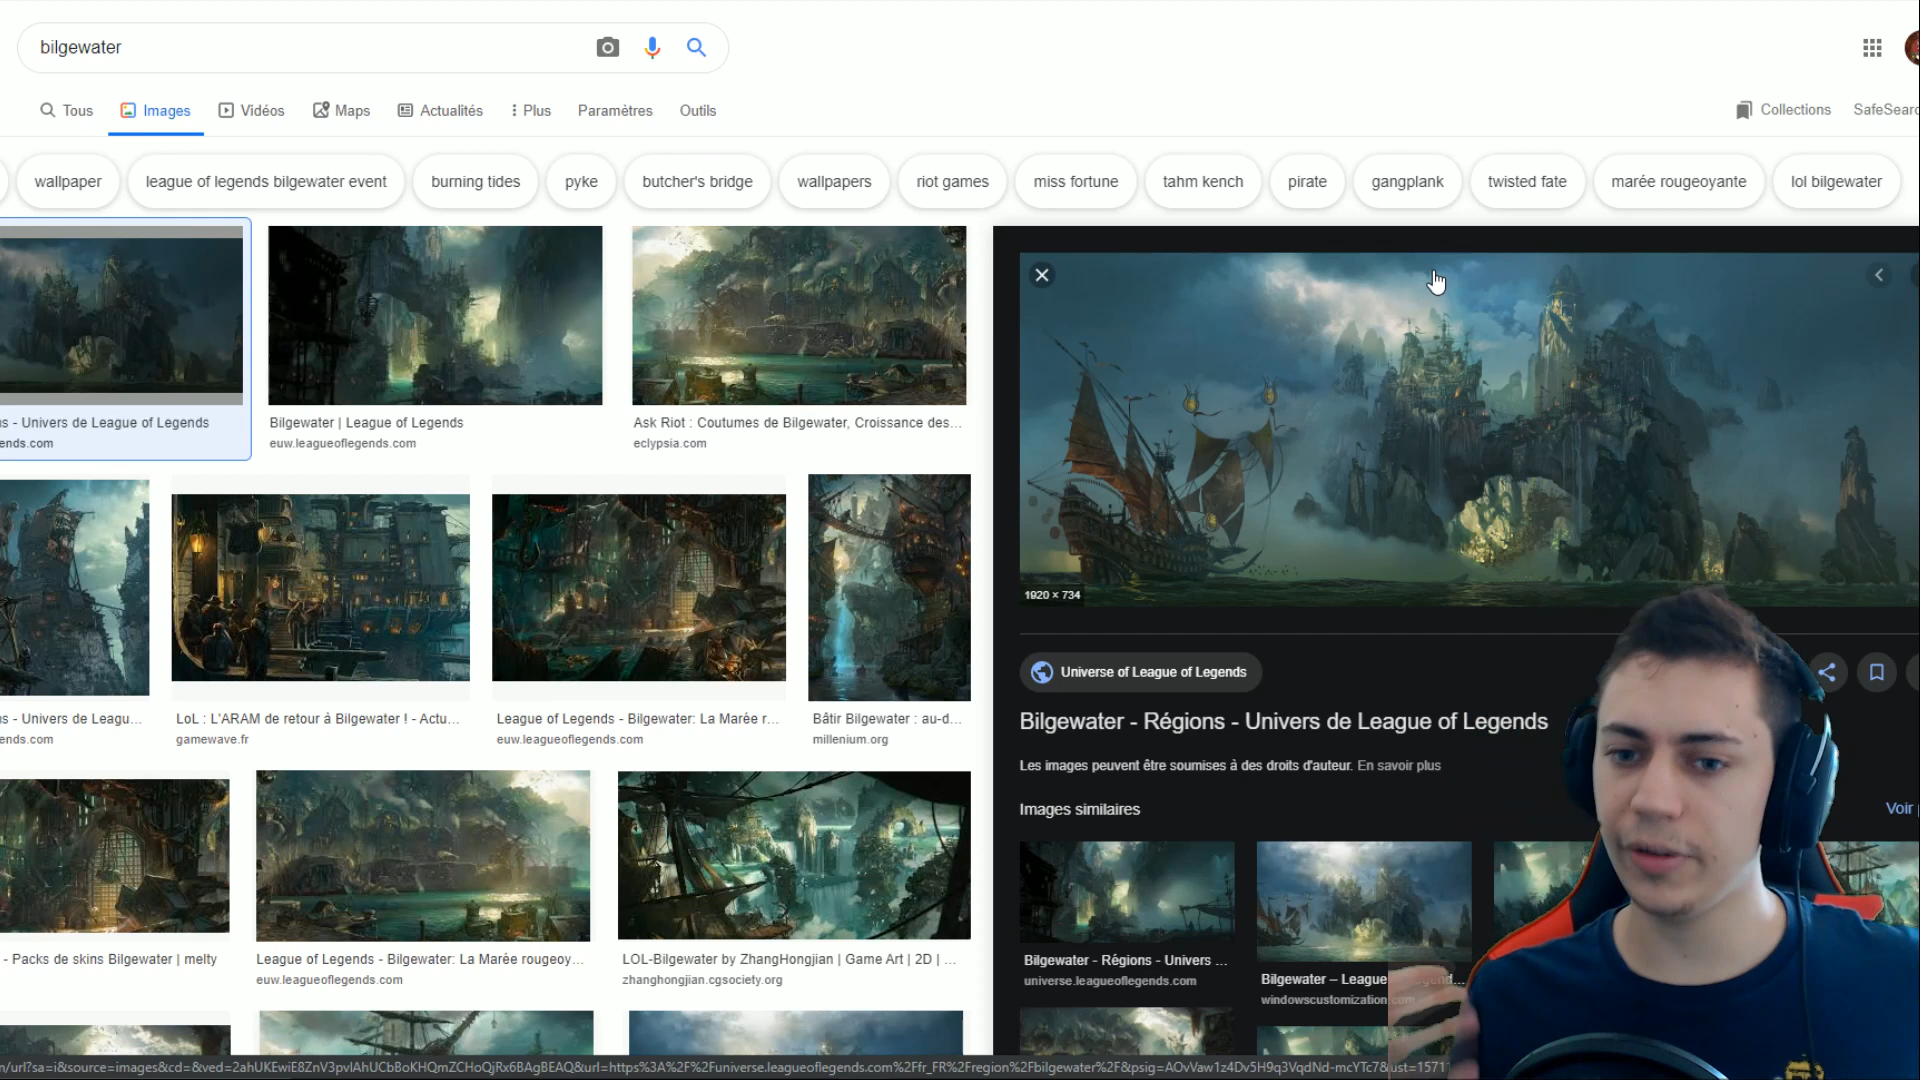 bilgewater
Tous
Images
Vidéos
Maps
Actualités
Plus
Paramètres
Outils
Collections
SafeSearc
wallpaper
league of legends bilgewater event
burning tides
pyke
butcher's bridge
wallpapers
riot games
miss fortune
tahm kench
pirate
gangplank
twisted fate
marée rougeoyante
lol bilgewater
s - Univers de League of Legends
ends.com
Bilgewater | League of Legends
euw.leagueoflegends.com
Ask Riot : Coutumes de Bilgewater, Croissance des...
eclypsia.com
1920 × 734
Universe of League of Legends
Bilgewater - Régions - Univers de League of Legends
Les images peuvent être soumises à des droits d'auteur. En savoir plus
Images similaires
Voir
s - Univers de Leagu...
ends.com
LoL : L'ARAM de retour à Bilgewater ! - Actu...
gamewave.fr
League of Legends - Bilgewater: La Marée r...
euw.leagueoflegends.com
Bâtir Bilgewater : au-d...
millenium.org
- Packs de skins Bilgewater | melty
League of Legends - Bilgewater: La Marée rougeoy...
euw.leagueoflegends.com
LOL-Bilgewater by ZhangHongjian | Game Art | 2D | ...
zhanghongjian.cgsociety.org
Bilgewater - Régions - Univers ...
universe.leagueoflegends.com
Bilgewater – League
windowscustomization.com